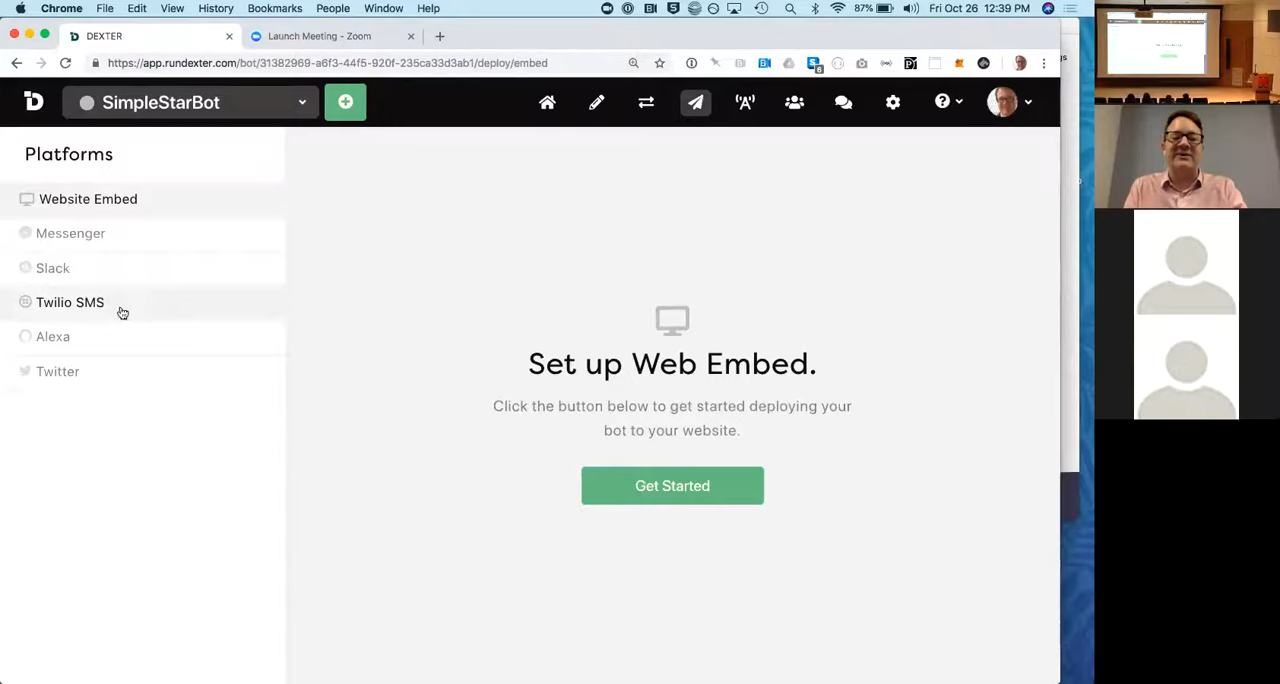 Chrome File Edit View History Bookmarks People Window Help 87% Fri Oct 26 12:39 PM
DEXTER
Launch Meeting - Zoom
https://app.rundexter.com/bot/31382969-a6f3-44f5-920f-235ca33d3ab1/deploy/embed
SimpleStarBot
Platforms
Website Embed
Messenger
Slack
Twilio SMS
Alexa
Twitter
Set up Web Embed.
Click the button below to get started deploying your
bot to your website.
Get Started